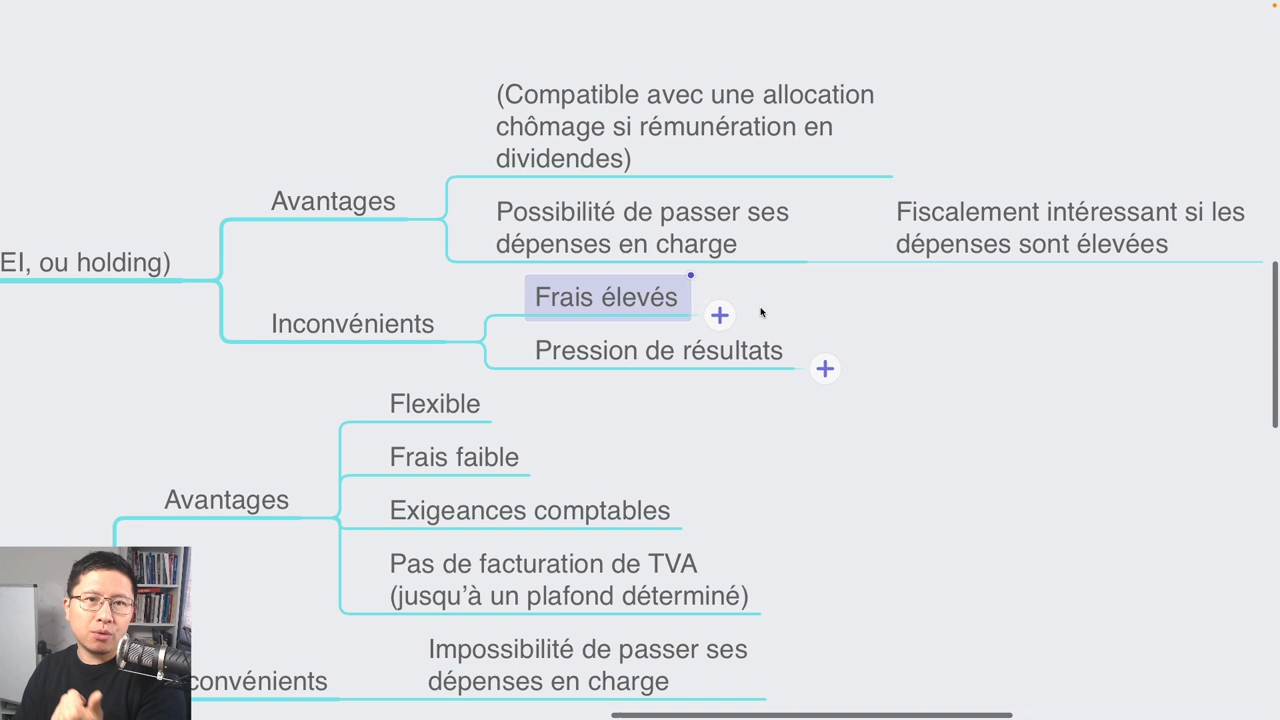 (Compatible avec une allocation
chômage si rémunération en
dividendes)
Avantages
Possibilité de passer ses
dépenses en charge
Fiscalement intéressant si les
dépenses sont élevées
EI, ou holding)
Frais élevés
Inconvénients
Pression de résultats
Flexible
Frais faible
Avantages
Exigeances comptables
Pas de facturation de TVA
(jusqu’à un plafond déterminé)
Impossibilité de passer ses
dépenses en charge
convénients